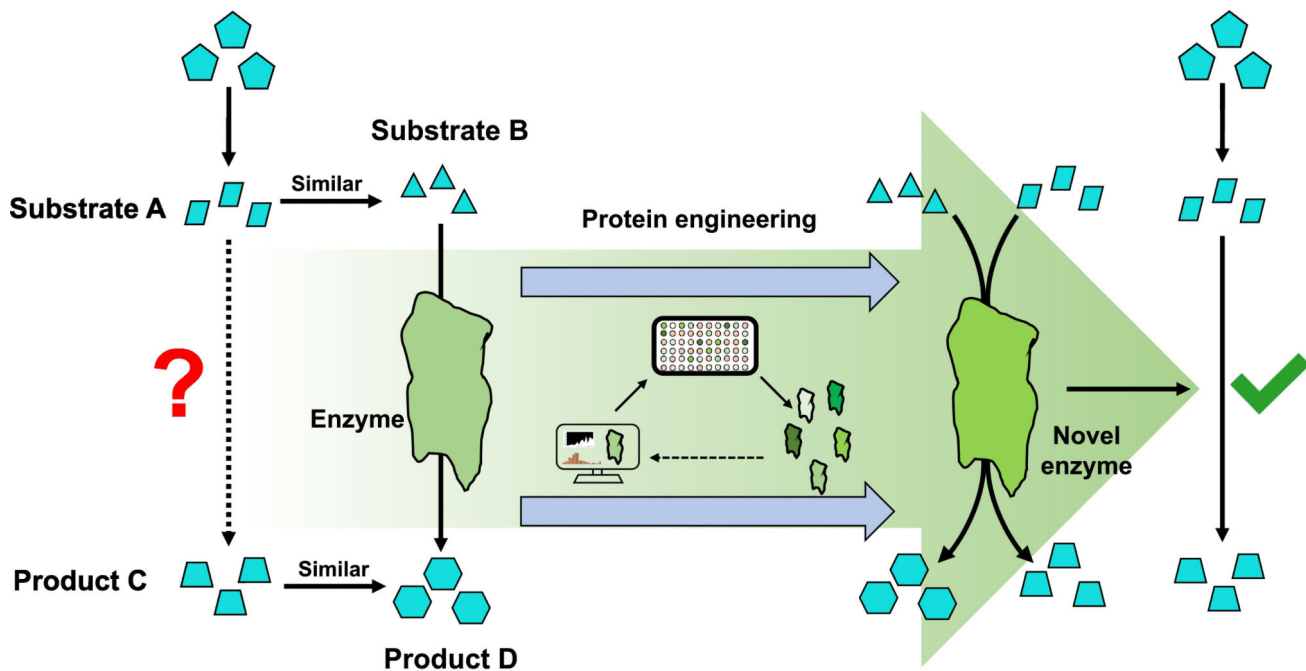 Substrate B
Similar
Substrate A
Protein engineering
?
Enzyme
Novel
enzyme
Similar
Product C
Product D